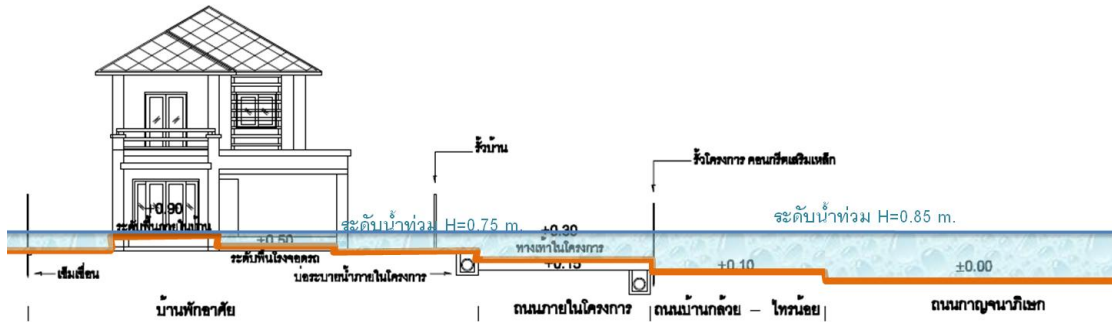 รั้วบ้าน
รั้วโครงการ คอนกรีตเสริมเหล็ก
+0.90
ระดับพื้นภายในบ้าน
ระดับน้ำท่วม H=0.75 m.
ระดับน้ำท่วม H=0.85 m.
+0.30
ทางเท้าในโครงการ
+0.50
ระดับพื้นโรงจอดรถ
+0.15
+0.10
±0.00
เข็มเขื่อน
บ่อระบายน้ำภายในโครงการ
บ้านพักอาศัย
ถนนภายในโครงการ
ถนนบ้านกล้วย – ไทรน้อย
ถนนกาญจนาภิเษก